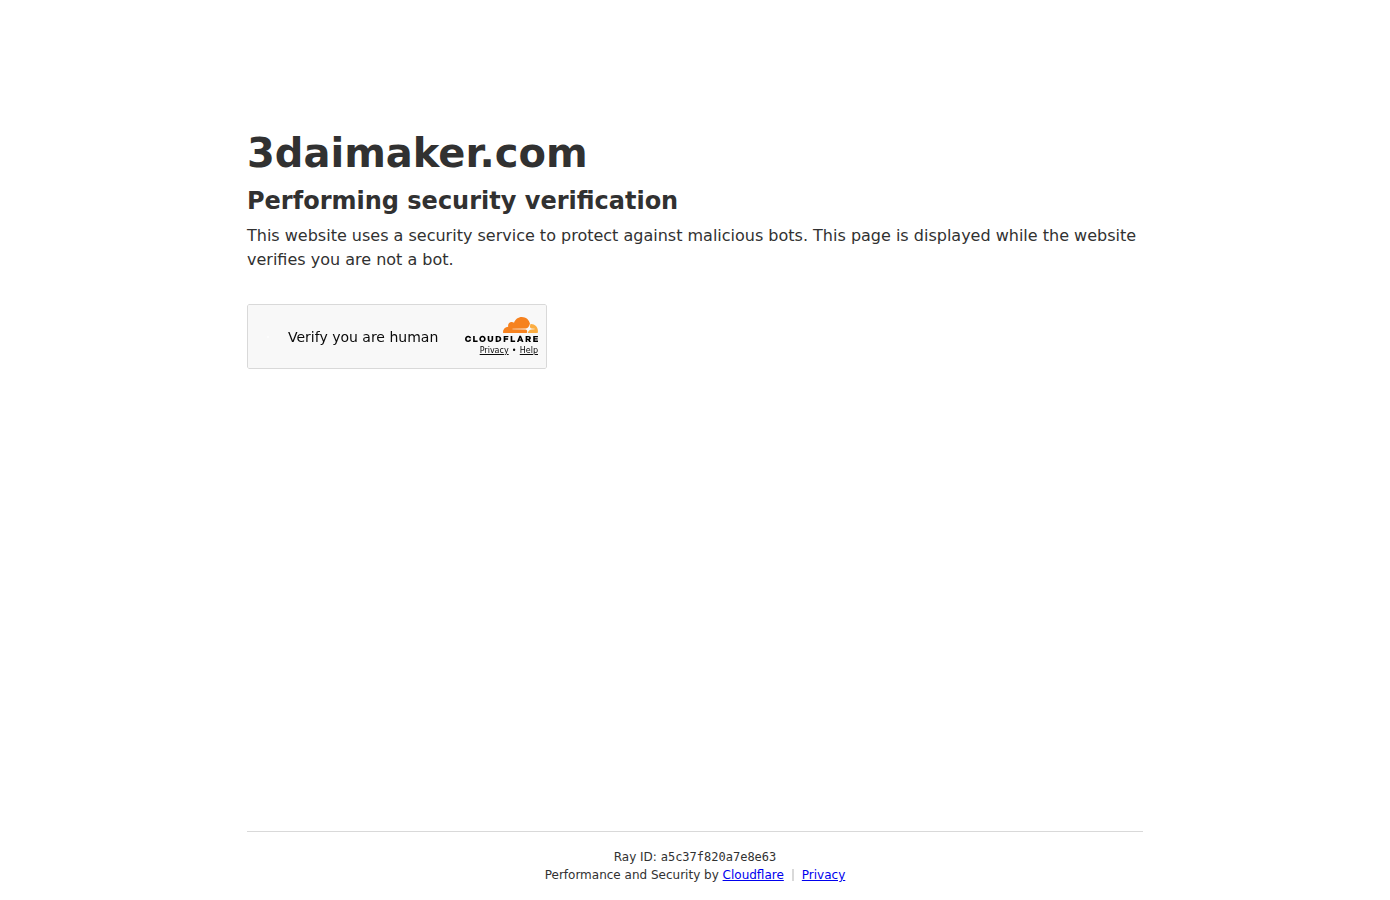 3daimaker.com
Performing security verification
This website uses a security service to protect against malicious bots. This page is displayed while the website
verifies you are not a bot.
Verify you are human
CLOUDFLARE
Privacy • Help
Ray ID: a5c37f820a7e8e63
Performance and Security by Cloudflare | Privacy